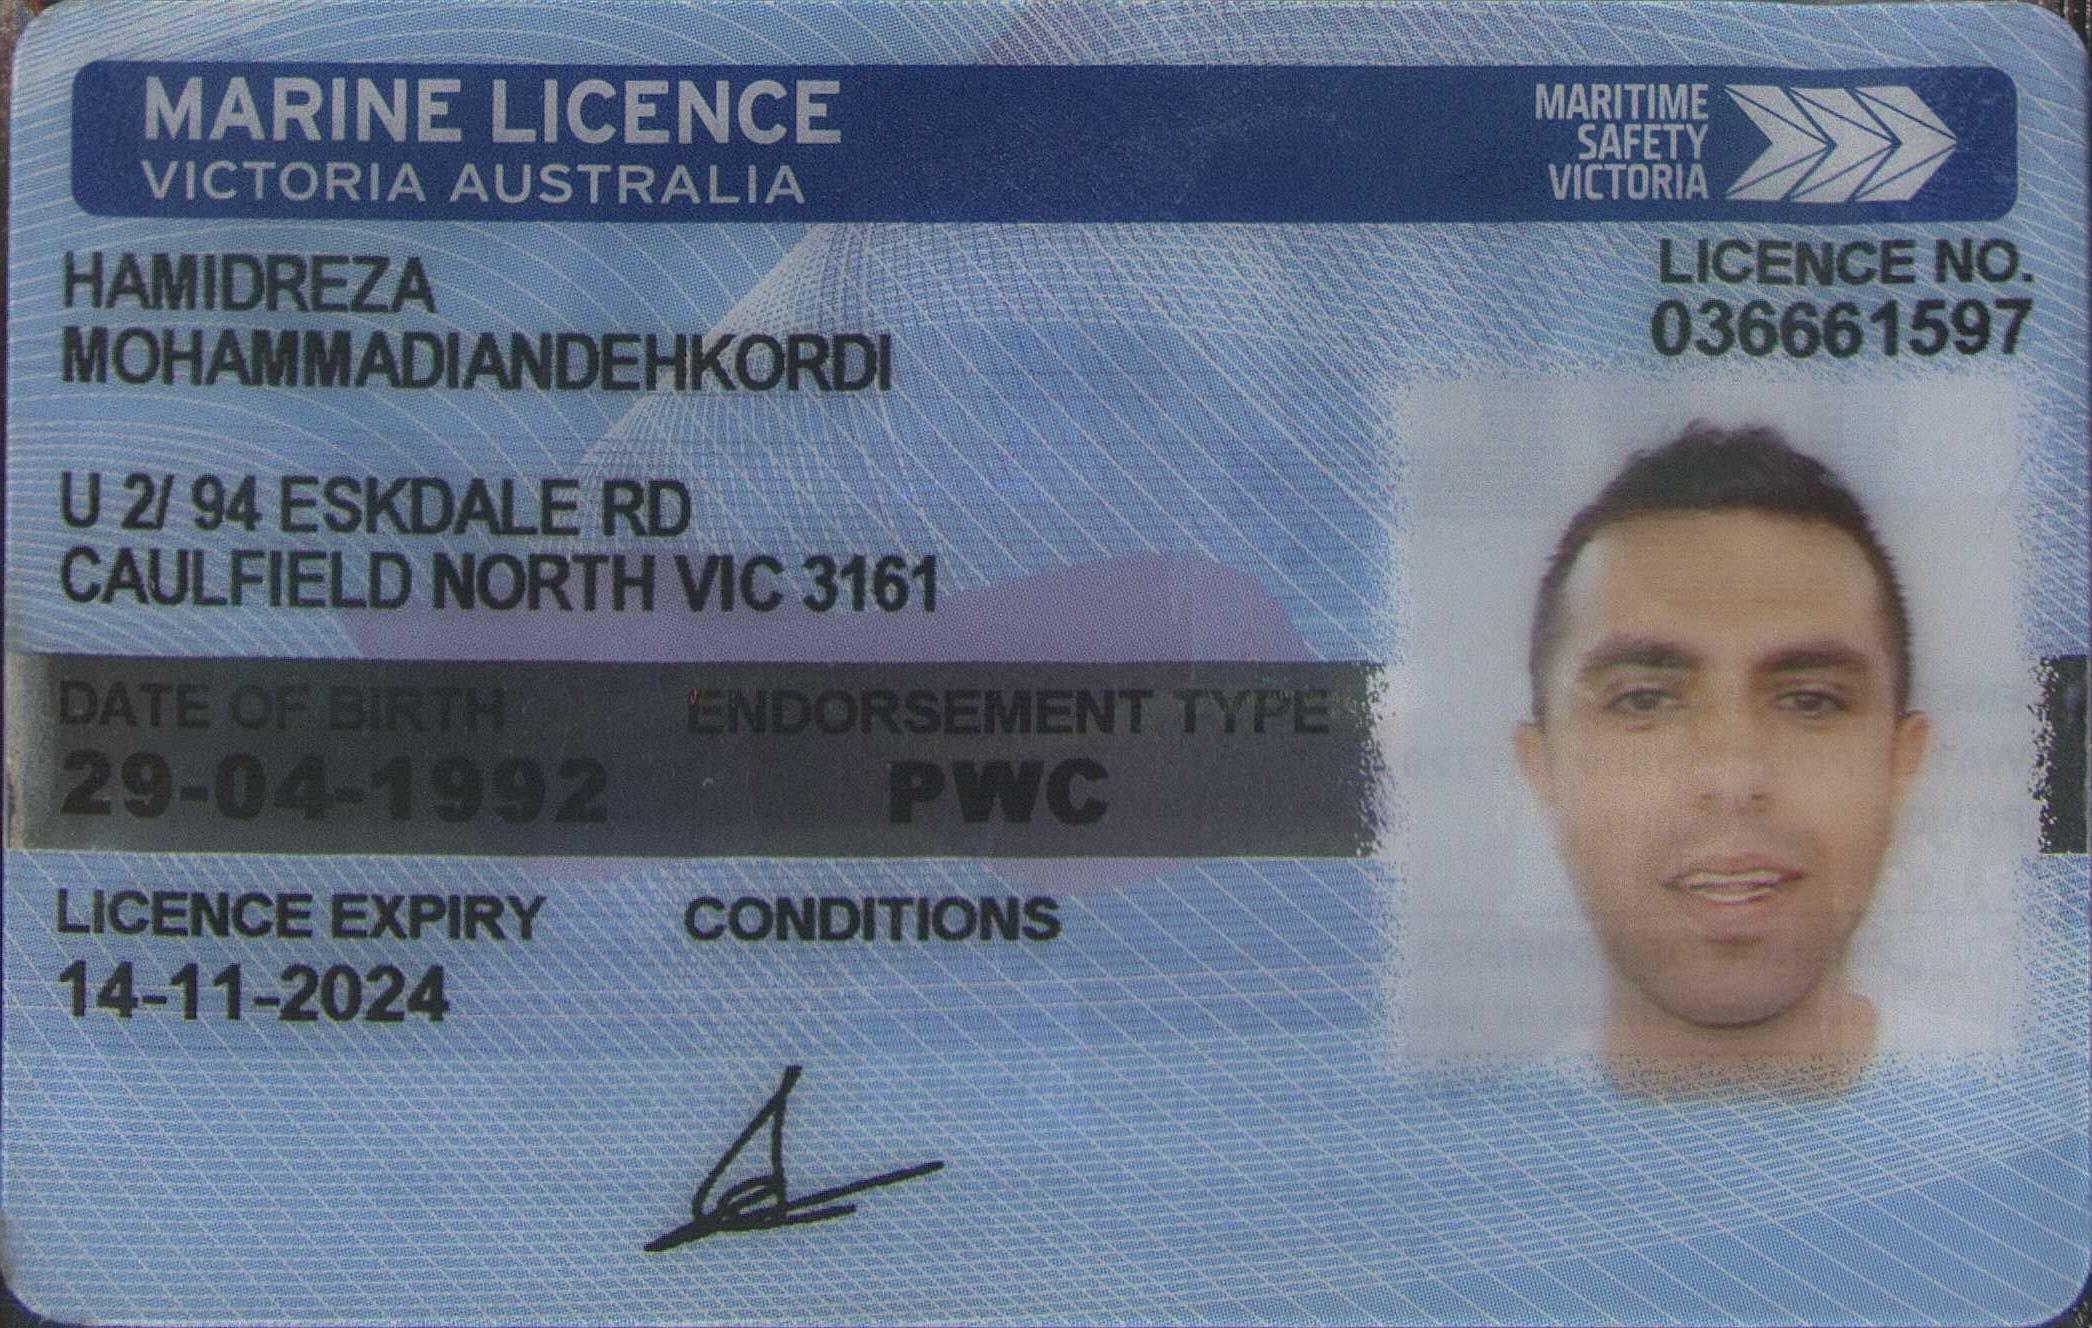 MARINE LICENCE
VICTORIA AUSTRALIA
MARITIME
SAFETY
VICTORIA
HAMIDREZA
MOHAMMADIANDEHKORDI
LICENCE NO.
036661597
U 2/ 94 ESKDALE RD
CAULFIELD NORTH VIC 3161
DATE OF BIRTH
29-04-1992
ENDORSEMENT TYPE
PWC
LICENCE EXPIRY
14-11-2024
CONDITIONS